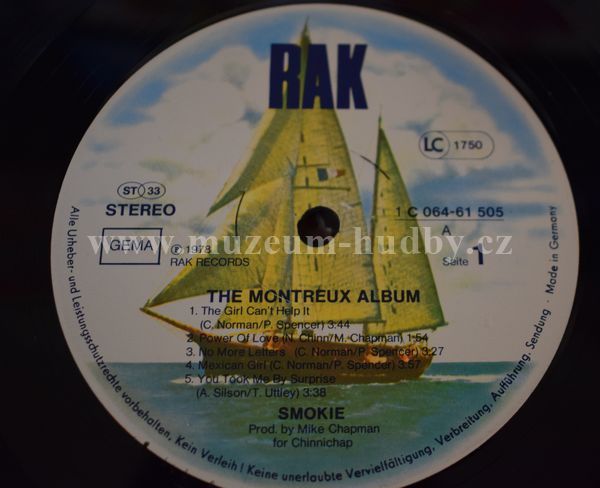 RAK
LC 1750
ST 33
STEREO
1 C 064-61 505
GEMA
℗ 1978
RAK RECORDS
A
Seite 1
www.muzeum-hudby.cz
THE MONTREUX ALBUM
1. The Girl Can't Help It
(C. Norman/P. Spencer) 3:44
2. Power Of Love (N. Chinn/M. Chapman) 1:54
3. No More Letters (C. Norman/P. Spencer) 3:27
4. Mexican Girl (C. Norman/P. Spencer) 3:57
5. You Took Me By Surprise
(A. Silson/T. Uttley) 3:38
SMOKIE
Prod. by Mike Chapman
for Chinnichap
Alle Urheber- und Leistungsschutzrechte vorbehalten, Kein Verleih! Keine unerlaubte Vervielfältigung, Verbreitung, Aufführung, Sendung · Made in Germany